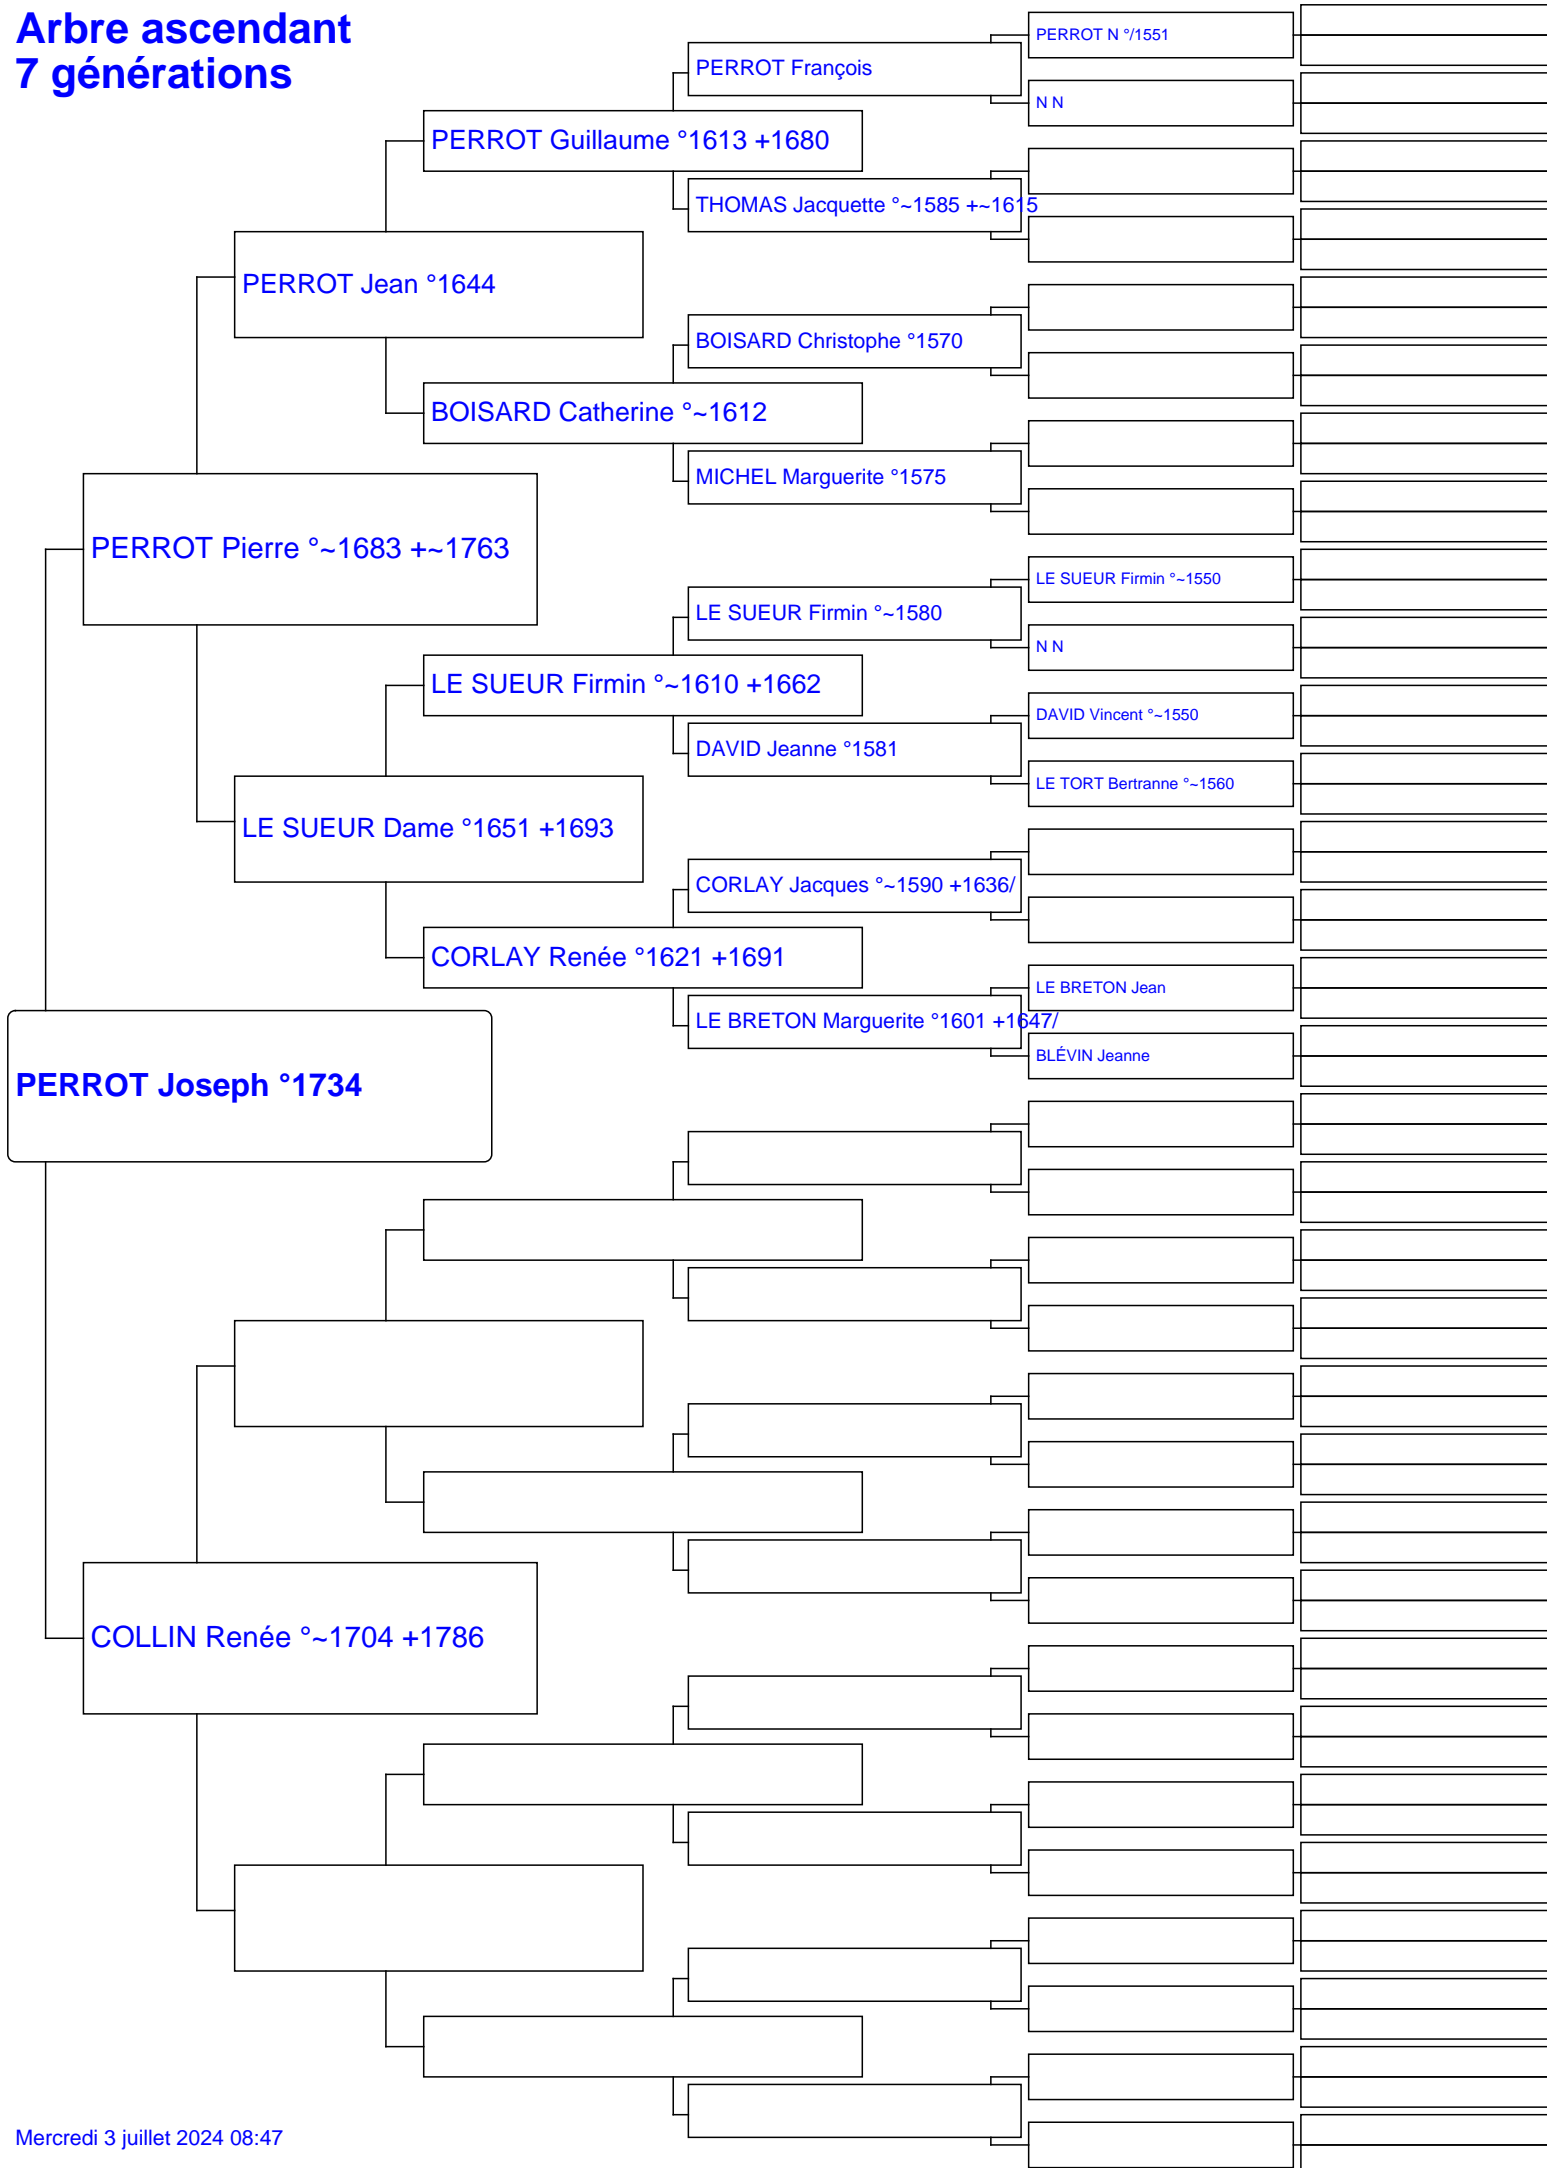 Arbre ascendant
7 générations
PERROT N °/1551
PERROT François
N N
PERROT Guillaume °1613 +1680
THOMAS Jacquette °~1585 +~1615
PERROT Jean °1644
BOISARD Christophe °1570
BOISARD Catherine °~1612
MICHEL Marguerite °1575
PERROT Pierre °~1683 +~1763
LE SUEUR Firmin °~1550
LE SUEUR Firmin °~1580
N N
LE SUEUR Firmin °~1610 +1662
DAVID Vincent °~1550
DAVID Jeanne °1581
LE TORT Bertranne °~1560
LE SUEUR Dame °1651 +1693
CORLAY Jacques °~1590 +1636/
CORLAY Renée °1621 +1691
LE BRETON Jean
LE BRETON Marguerite °1601 +1647/
BLÉVIN Jeanne
PERROT Joseph °1734
COLLIN Renée °~1704 +1786
Mercredi 3 juillet 2024 08:47